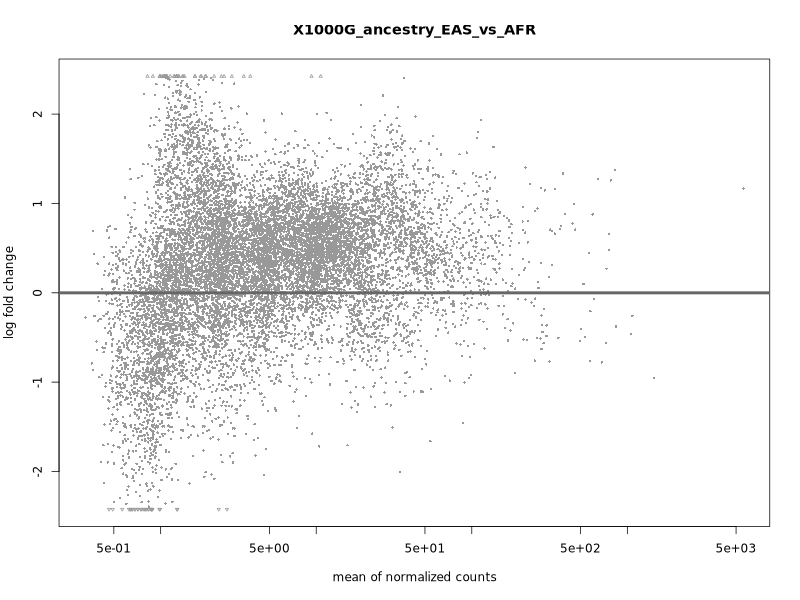 X1000G_ancestry_EAS_vs_AFR
log fold change
2
1
0
-1
-2
5e-01 5e+00 5e+01 5e+02 5e+03
mean of normalized counts